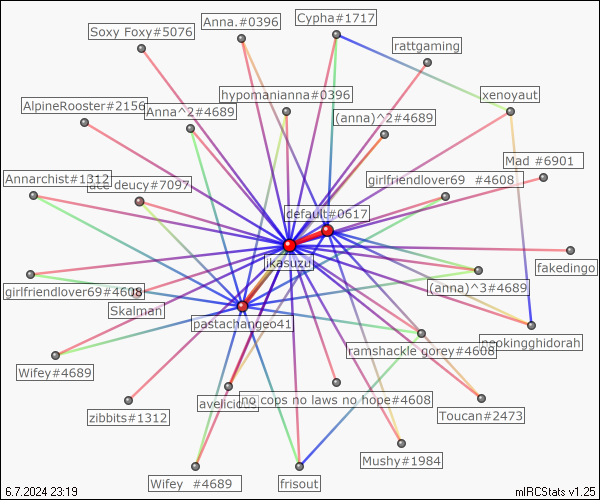 Anna.#0396
Cypha#1717
Soxy Foxy#5076
rattgaming
hypomanianna#0396
xenoyaut
AlpineRooster#2156
Anna^2#4689
(anna)^2#4689
Mad #6901
Annarchist#1312
ace deucy#7097
girlfriendlover69 #4608
default#0617
ikasuzu
fakedingo
girlfriendlover69#4608
(anna)^3#4689
Skalman
pastachangeo41
nookingghidorah
ramshackle gorey#4608
Wifey#4689
avelicious
no cops no laws no hope#4608
zibbits#1312
Toucan#2473
Mushy#1984
Wifey #4689
frisout
6.7.2024 23:19
mIRCStats v1.25